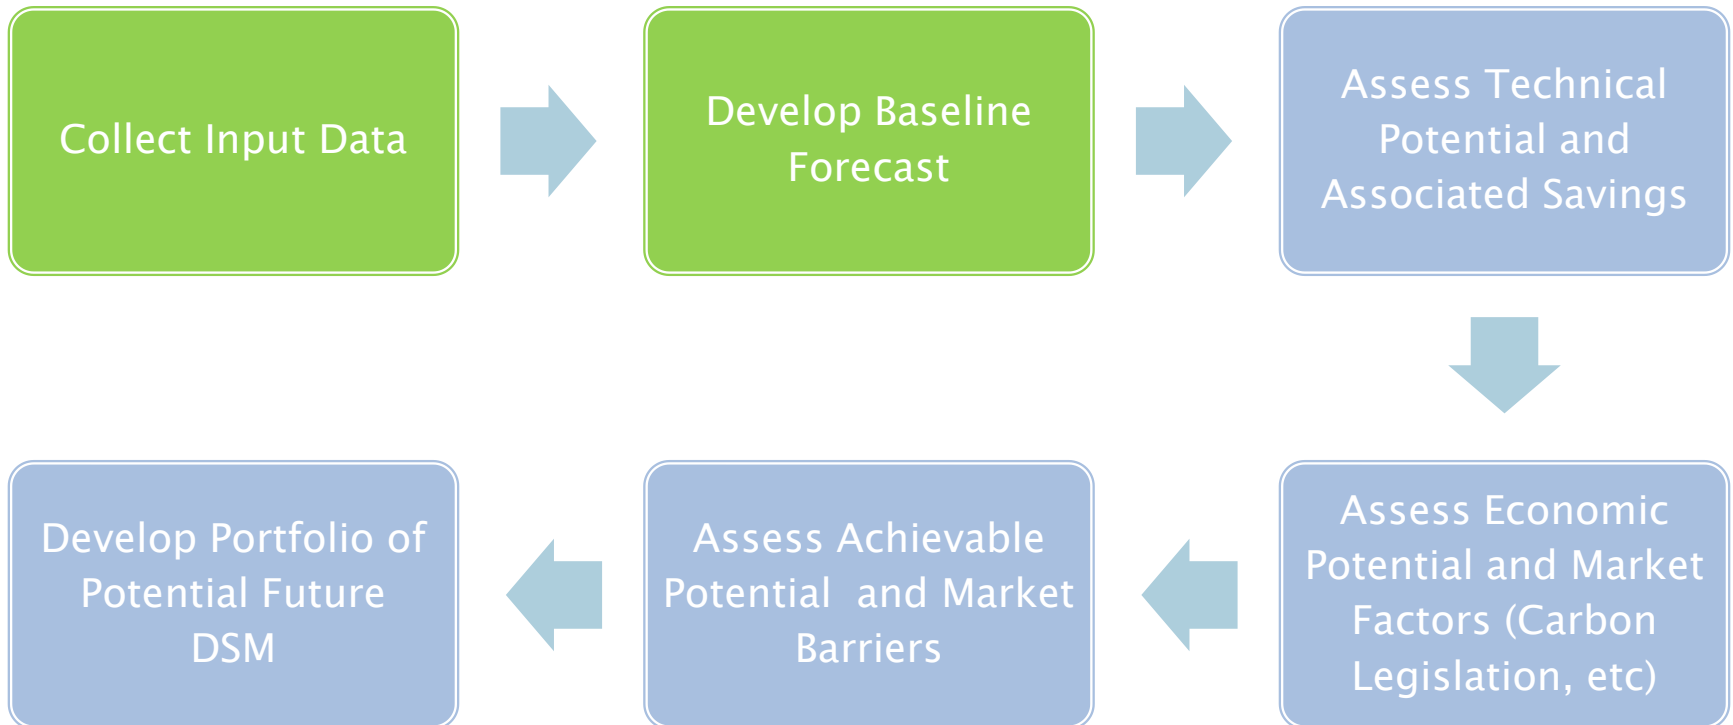 Collect Input Data
Develop Baseline
Forecast
Assess Technical
Potential and
Associated Savings
Assess Economic
Potential and Market
Factors (Carbon
Legislation, etc)
Assess Achievable
Potential  and Market
Barriers
Develop Portfolio of
Potential Future
DSM